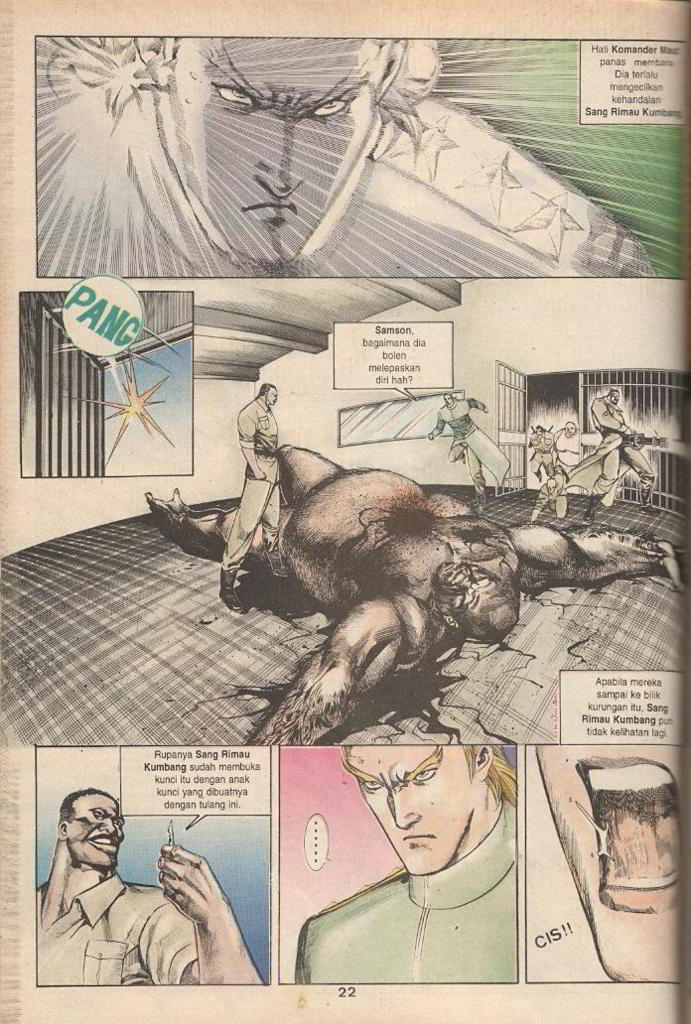 Hati Komander Maut
panas membara
Dia terlalu
mengecilkan
kehandalan
Sang Rimau Kumbang
PANG
Samson,
bagaimana dia
bolen
melepaskan
diri hah?
Apabila mereka
sampai ke bilik
kurungan itu, Sang
Rimau Kumbang pun
tidak kelihatan lagi.
Rupanya Sang Rimau
Kumbang sudah membuka
kunci itu dengan anak
kunci yang dibuatnya
dengan tulang ini.
CIS!!
22